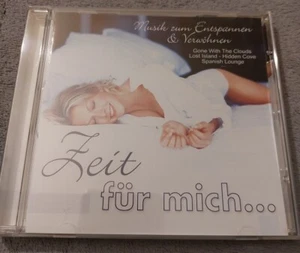 Musik zum Entspannen
& Verwöhnen
Gone With The Clouds
Lost Island - Hidden Cove
Spanish Lounge
Zeit
für mich...